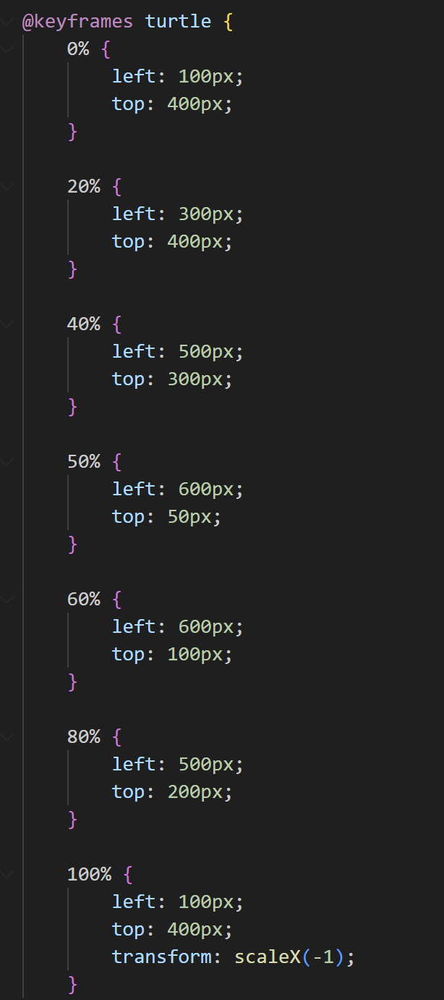 @keyframes turtle {
    0% {
        left: 100px;
        top: 400px;
    }

    20% {
        left: 300px;
        top: 400px;
    }

    40% {
        left: 500px;
        top: 300px;
    }

    50% {
        left: 600px;
        top: 50px;
    }

    60% {
        left: 600px;
        top: 100px;
    }

    80% {
        left: 500px;
        top: 200px;
    }

    100% {
        left: 100px;
        top: 400px;
        transform: scaleX(-1);
    }